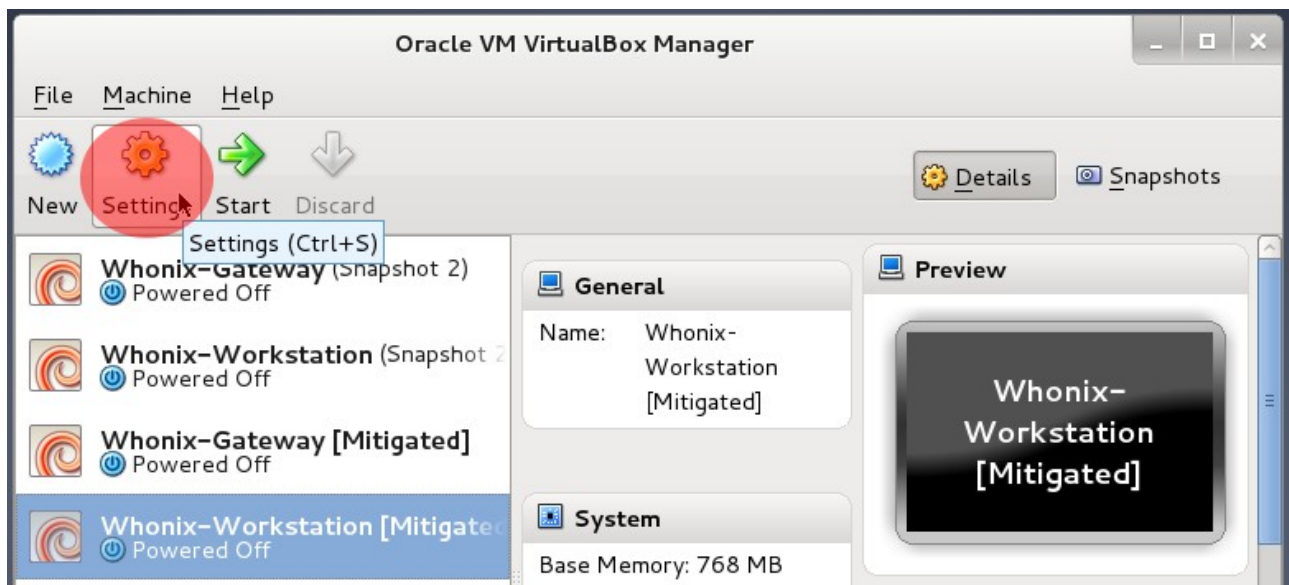 Oracle VM VirtualBox Manager
File Machine Help
New Settings Start Discard
Details Snapshots
Settings (Ctrl+S)
Whonix-Gateway (Snapshot 2)
Powered Off
Whonix-Workstation (Snapshot 2
Powered Off
Whonix-Gateway [Mitigated]
Powered Off
Whonix-Workstation [Mitigated
Powered Off
General
Name: Whonix-
Workstation
[Mitigated]
System
Base Memory: 768 MB
Preview
Whonix-
Workstation
[Mitigated]